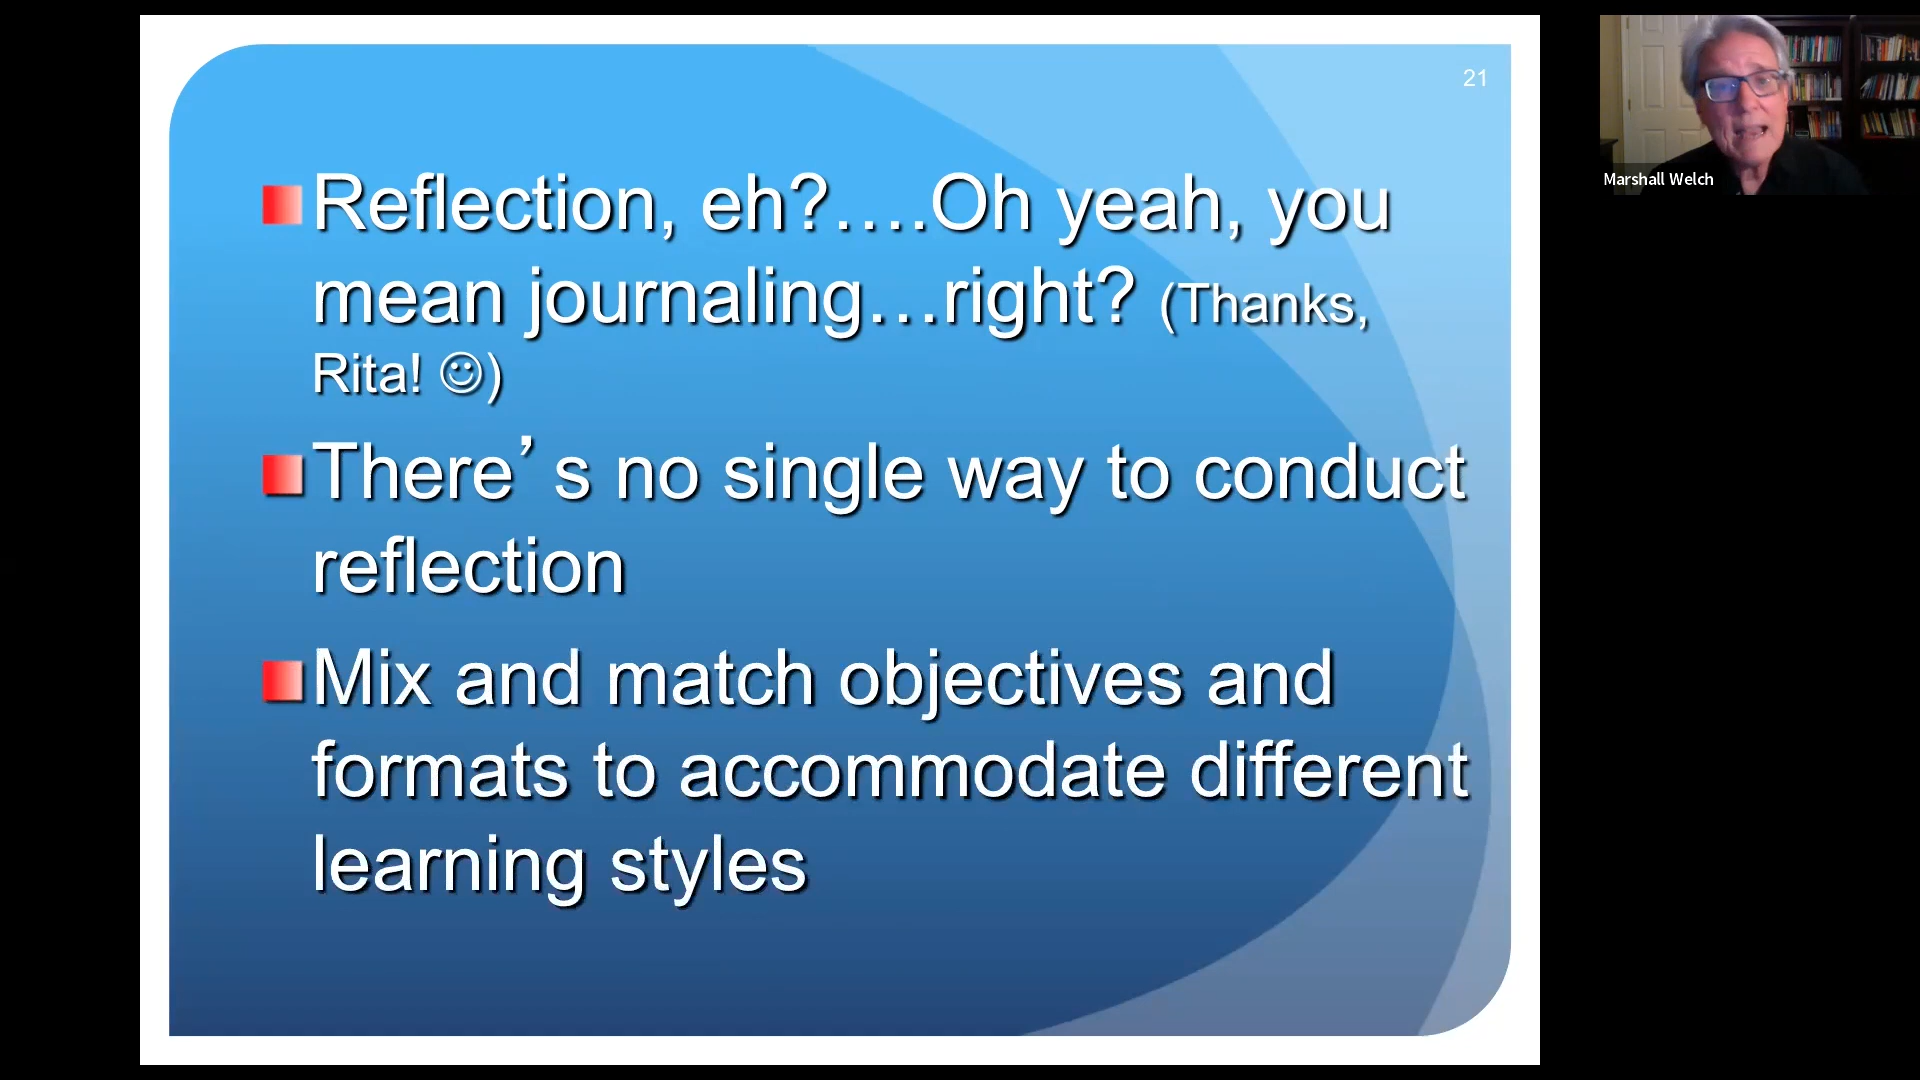 21
Reflection, eh?….Oh yeah, you
mean journaling…right? (Thanks,
Rita! ☺)
There’s no single way to conduct
reflection
Mix and match objectives and
formats to accommodate different
learning styles
Marshall Welch